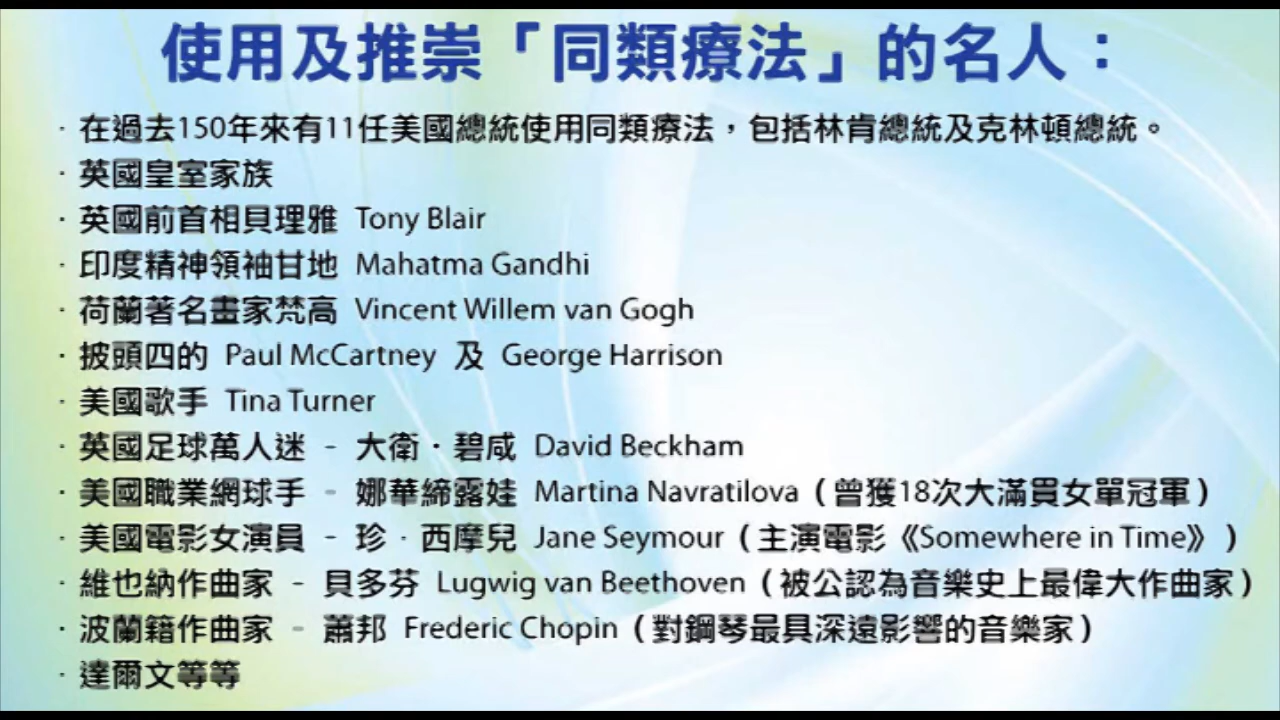 使用及推崇「同類療法」的名人：
· 在過去150年來有11任美國總統使用同類療法，包括林肯總統及克林頓總統。
· 英國皇室家族
· 英國前首相貝理雅 Tony Blair
· 印度精神領袖甘地 Mahatma Gandhi
· 荷蘭著名畫家梵高 Vincent Willem van Gogh
· 披頭四的 Paul McCartney 及 George Harrison
· 美國歌手 Tina Turner
· 英國足球萬人迷 - 大衛·碧咸 David Beckham
· 美國職業網球手 - 娜華締露娃 Martina Navratilova（曾獲18次大滿貫女單冠軍）
· 美國電影女演員 - 珍·西摩兒 Jane Seymour（主演電影《Somewhere in Time》）
· 維也納作曲家 - 貝多芬 Lugwig van Beethoven（被公認為音樂史上最偉大作曲家）
· 波蘭籍作曲家 - 蕭邦 Frederic Chopin（對鋼琴最具深遠影響的音樂家）
· 達爾文等等